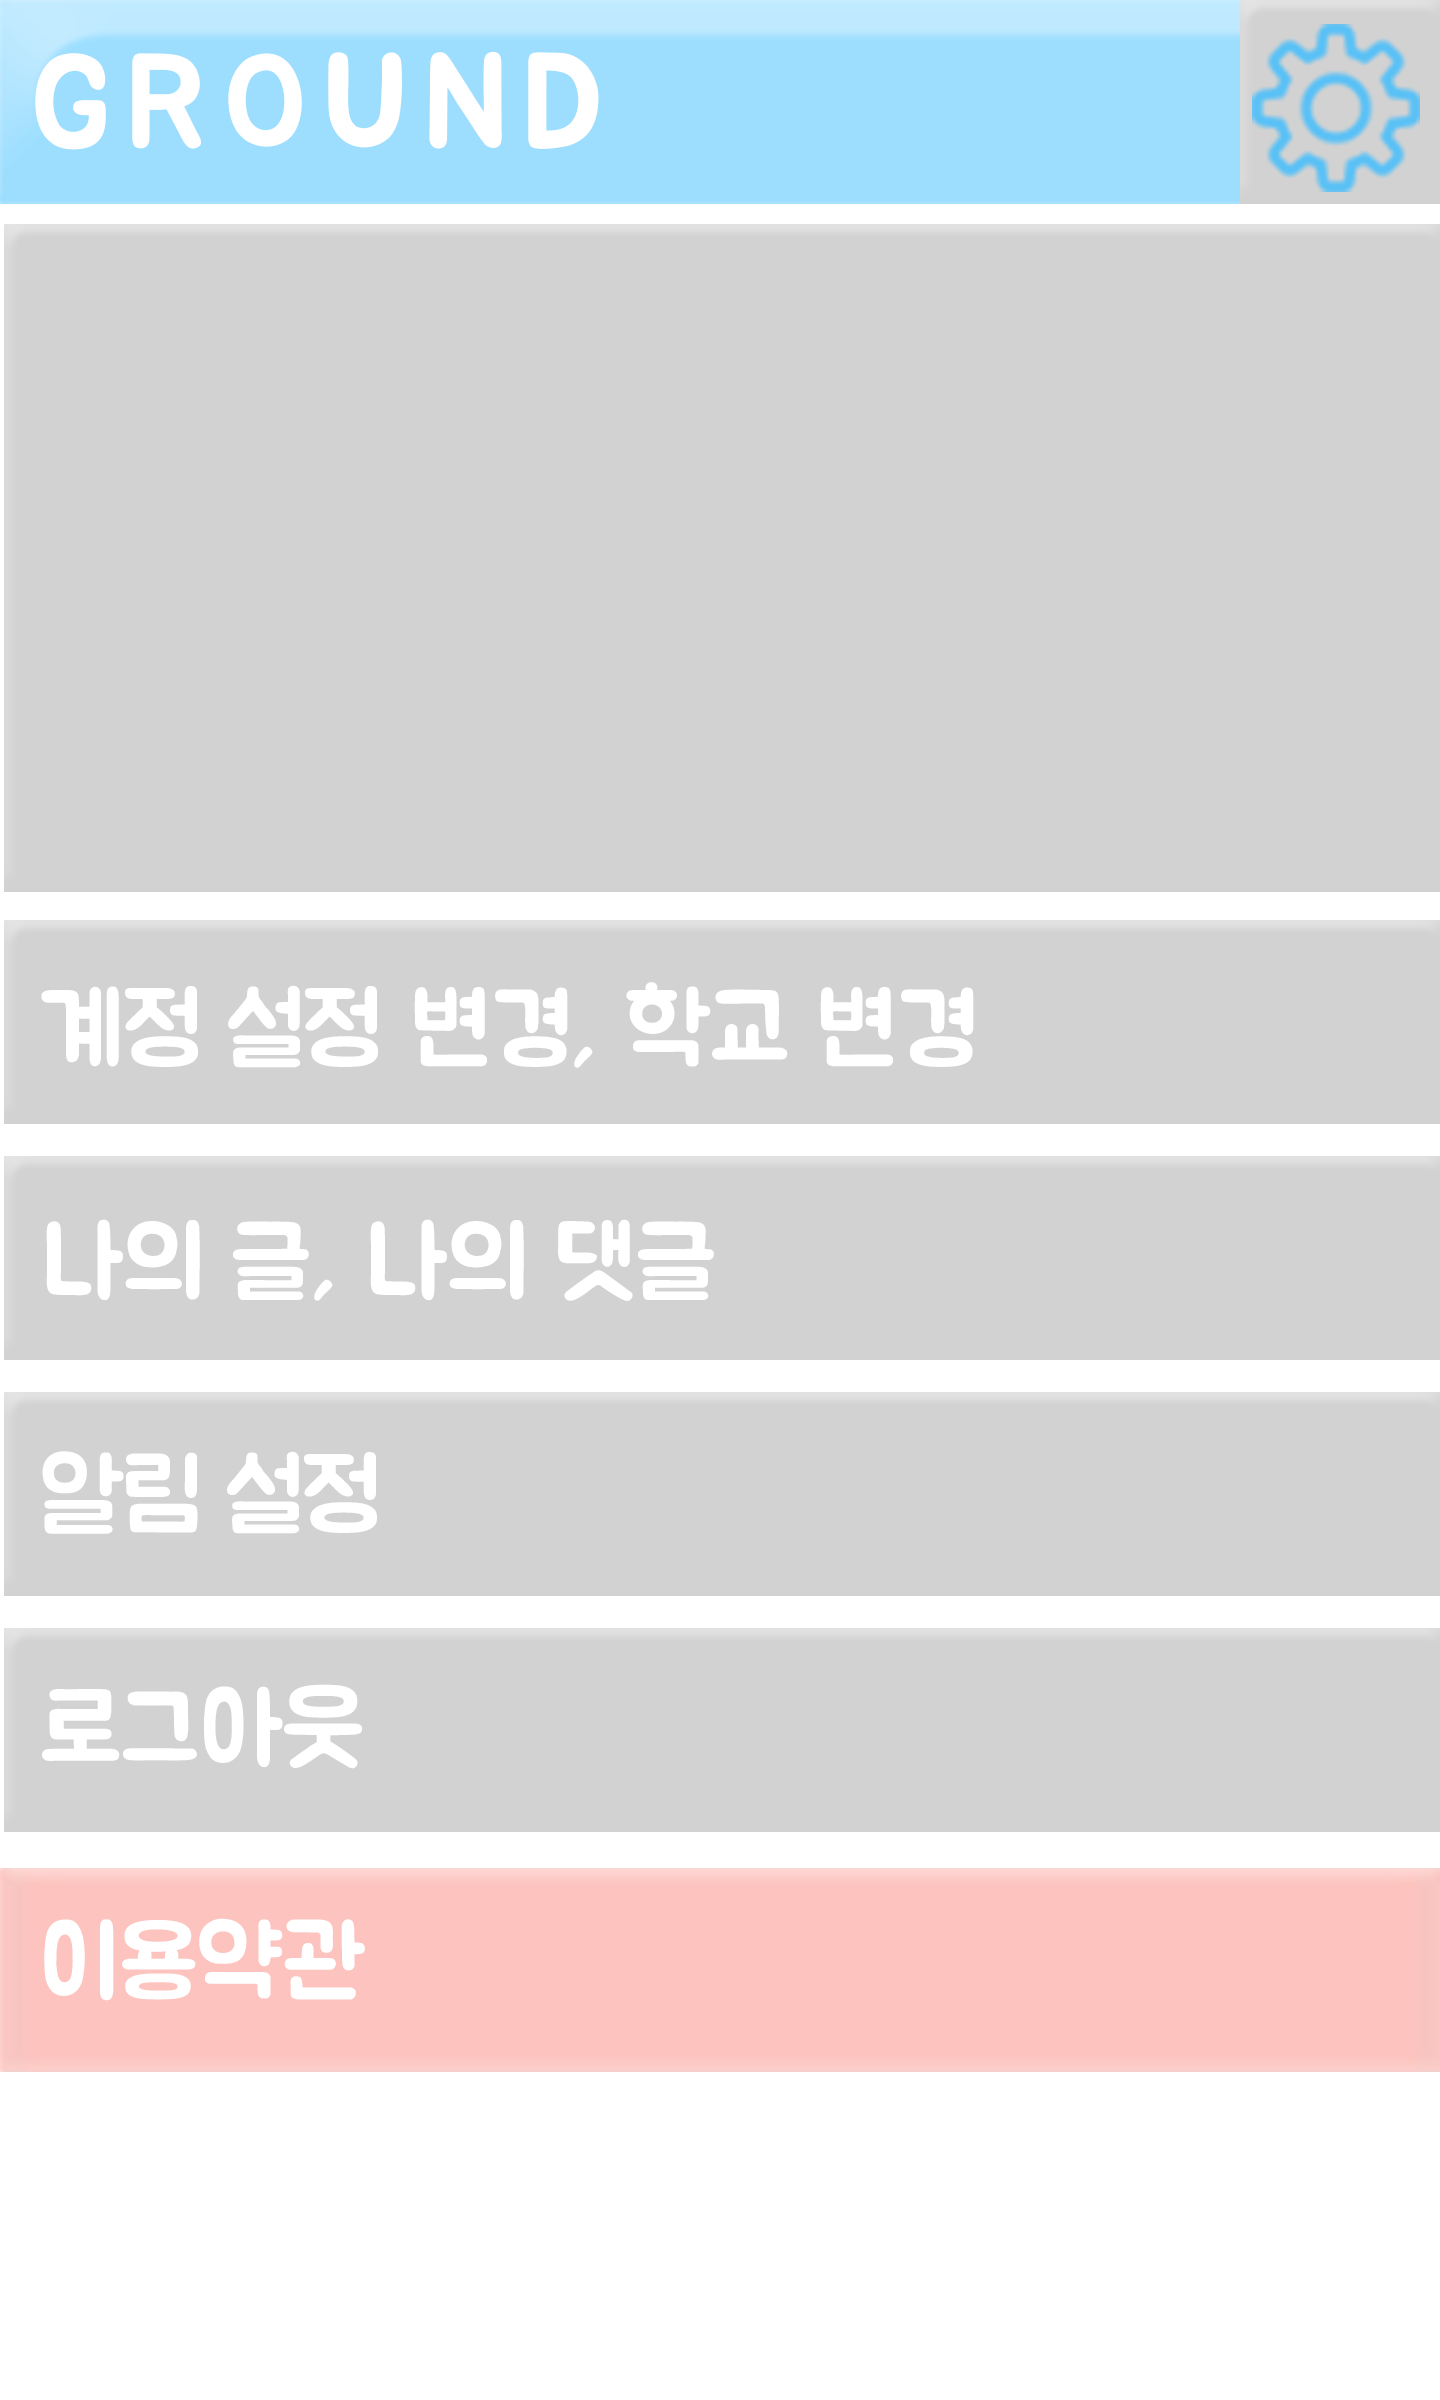 GROUND
계정 설정 변경, 학교 변경
나의 글, 나의 댓글
알림 설정
로그아웃
이용약관